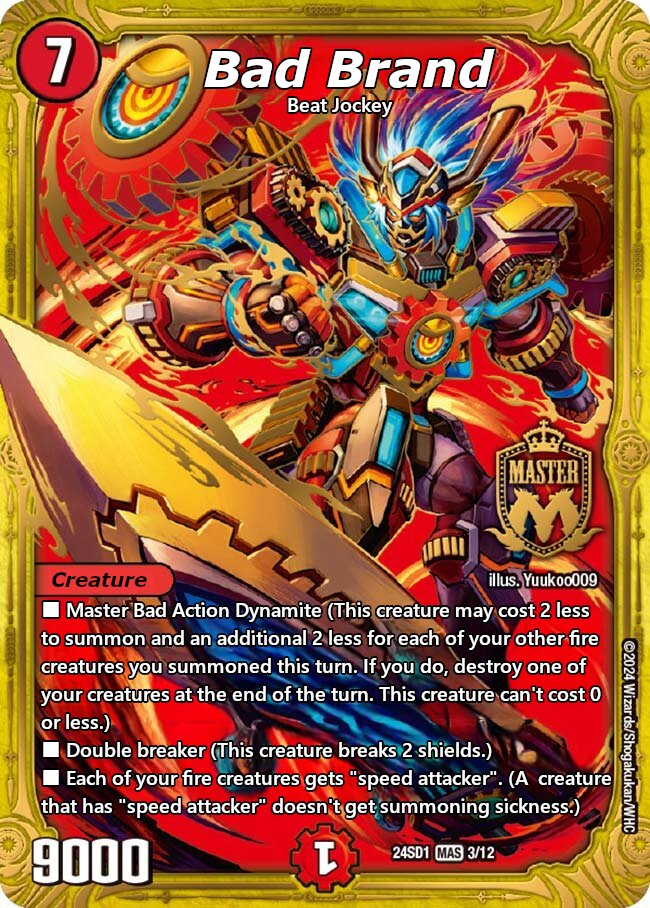 7
Bad Brand
Beat Jockey
MASTER
M
Creature
illus. Yuukoo009
■ Master Bad Action Dynamite (This creature may cost 2 less
to summon and an additional 2 less for each of your other fire
creatures you summoned this turn. If you do, destroy one of
your creatures at the end of the turn. This creature can't cost 0
or less.)
■ Double breaker (This creature breaks 2 shields.)
■ Each of your fire creatures gets "speed attacker". (A  creature
that has "speed attacker" doesn't get summoning sickness.)
©2024 Wizards/Shogakukan/WHC
9000
1
24SD1 MAS 3/12